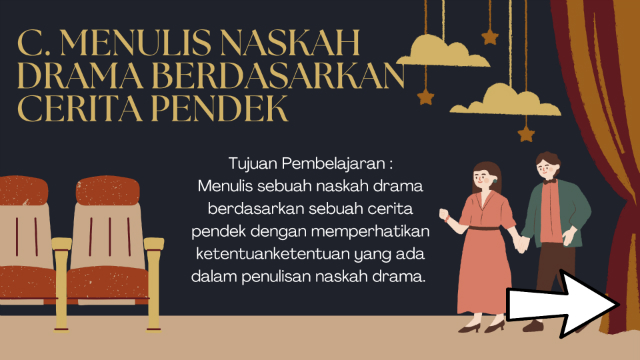 C. MENULIS NASKAH
DRAMA BERDASARKAN
CERITA PENDEK
Tujuan Pembelajaran :
Menulis sebuah naskah drama
berdasarkan sebuah cerita
pendek dengan memperhatikan
ketentuanketentuan yang ada
dalam penulisan naskah drama.